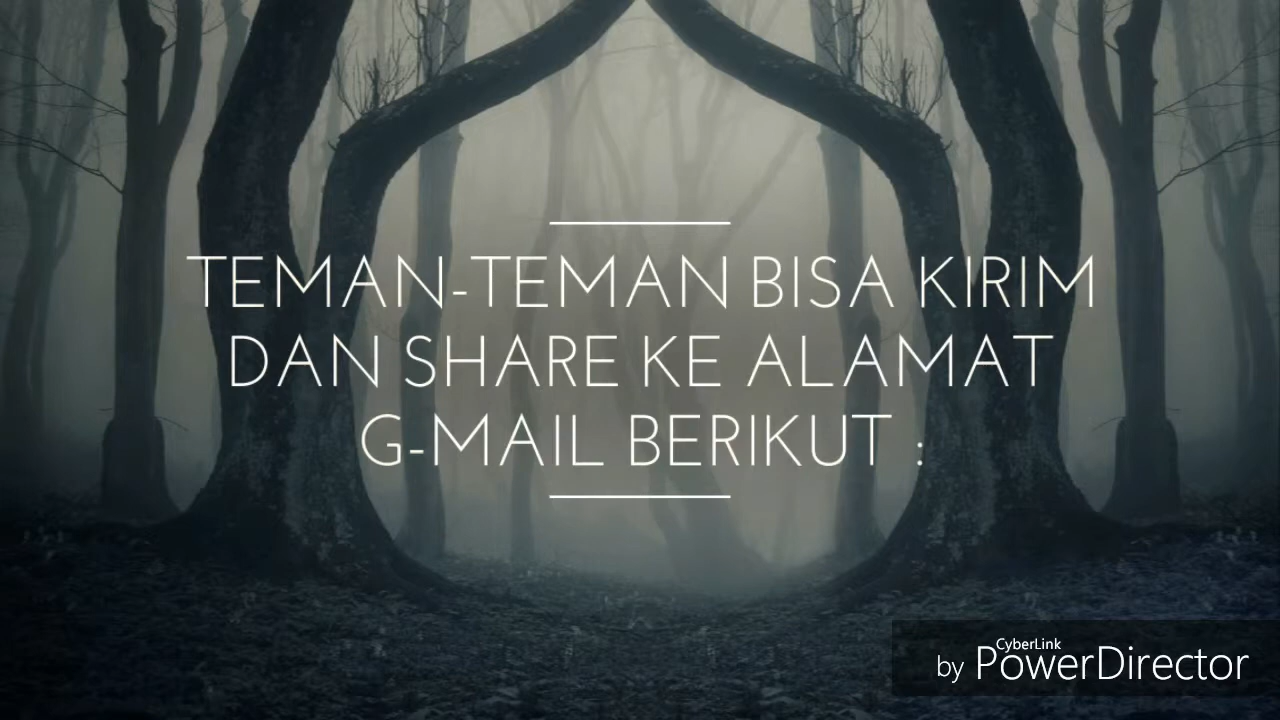 TEMAN-TEMAN BISA KIRIM
DAN SHARE KE ALAMAT
G-MAIL BERIKUT :
CyberLink
by PowerDirector